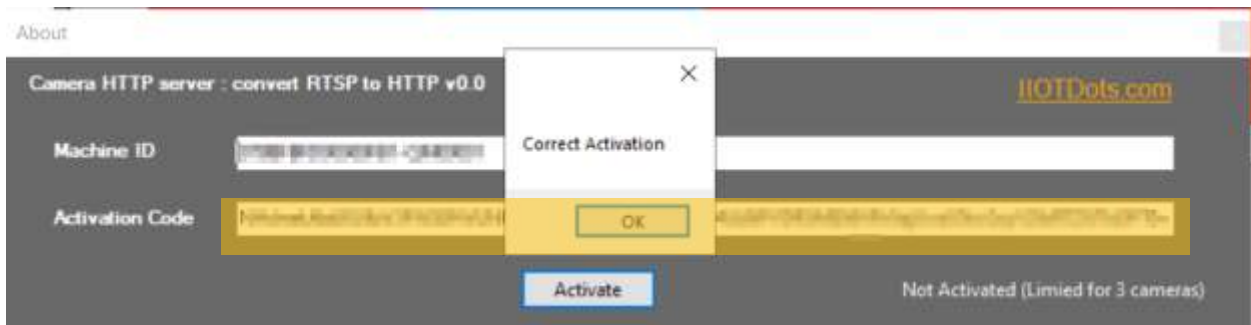 About
Camera HTTP server : convert RTSP to HTTP v0.0
IIOTDots.com
Machine ID
Correct Activation
Activation Code
OK
Activate
Not Activated (Limied for 3 cameras)